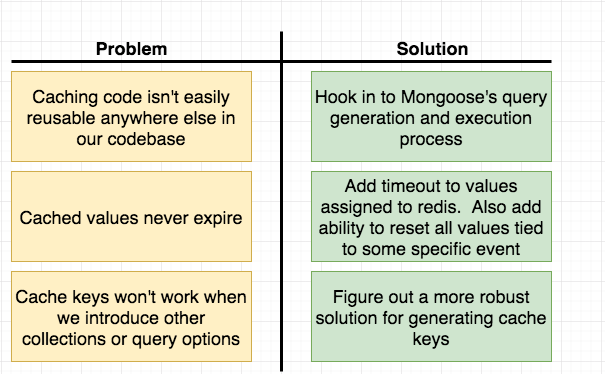 Problem
Solution
Caching code isn't easily
reusable anywhere else in
our codebase
Hook in to Mongoose's query
generation and execution
process
Cached values never expire
Add timeout to values
assigned to redis.  Also add
ability to reset all values tied
to some specific event
Cache keys won't work when
we introduce other
collections or query options
Figure out a more robust
solution for generating cache
keys